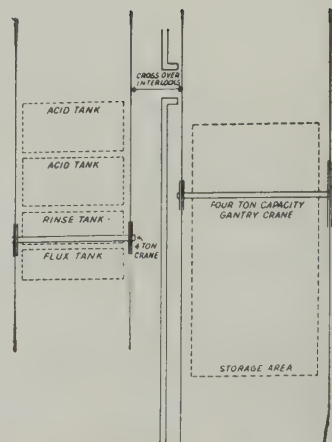 CROSS OVER
INTERLOCKS
ACID TANK
ACID TANK
RINSE TANK
FLUX TANK
4 TON
CRANE
FOUR TON CAPACITY
GANTRY CRANE
STORAGE AREA